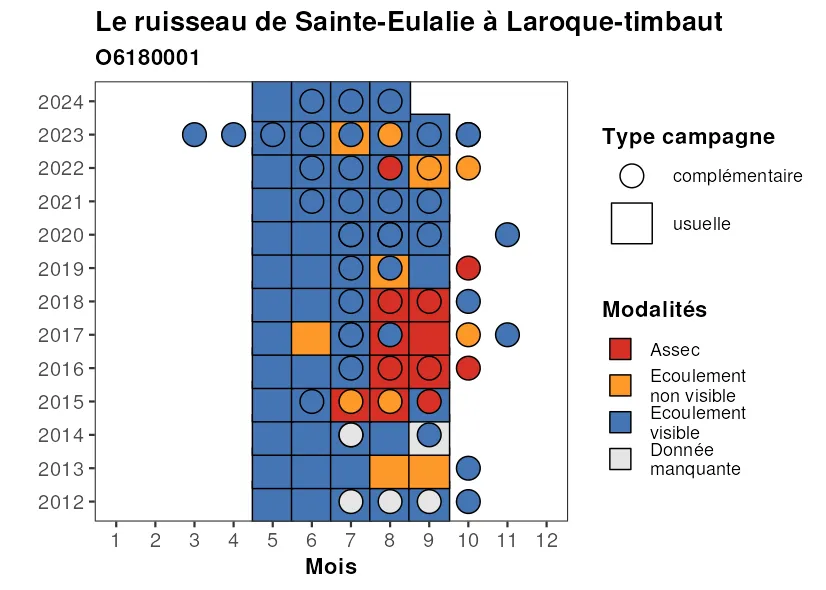 Le ruisseau de Sainte-Eulalie à Laroque-timbaut
O6180001
2024
2023
2022
2021
2020
2019
2018
2017
2016
2015
2014
2013
2012
1 2 3 4 5 6 7 8 9 10 11 12
Mois
Type campagne
complémentaire
usuelle
Modalités
Assec
Ecoulement
non visible
Ecoulement
visible
Donnée
manquante